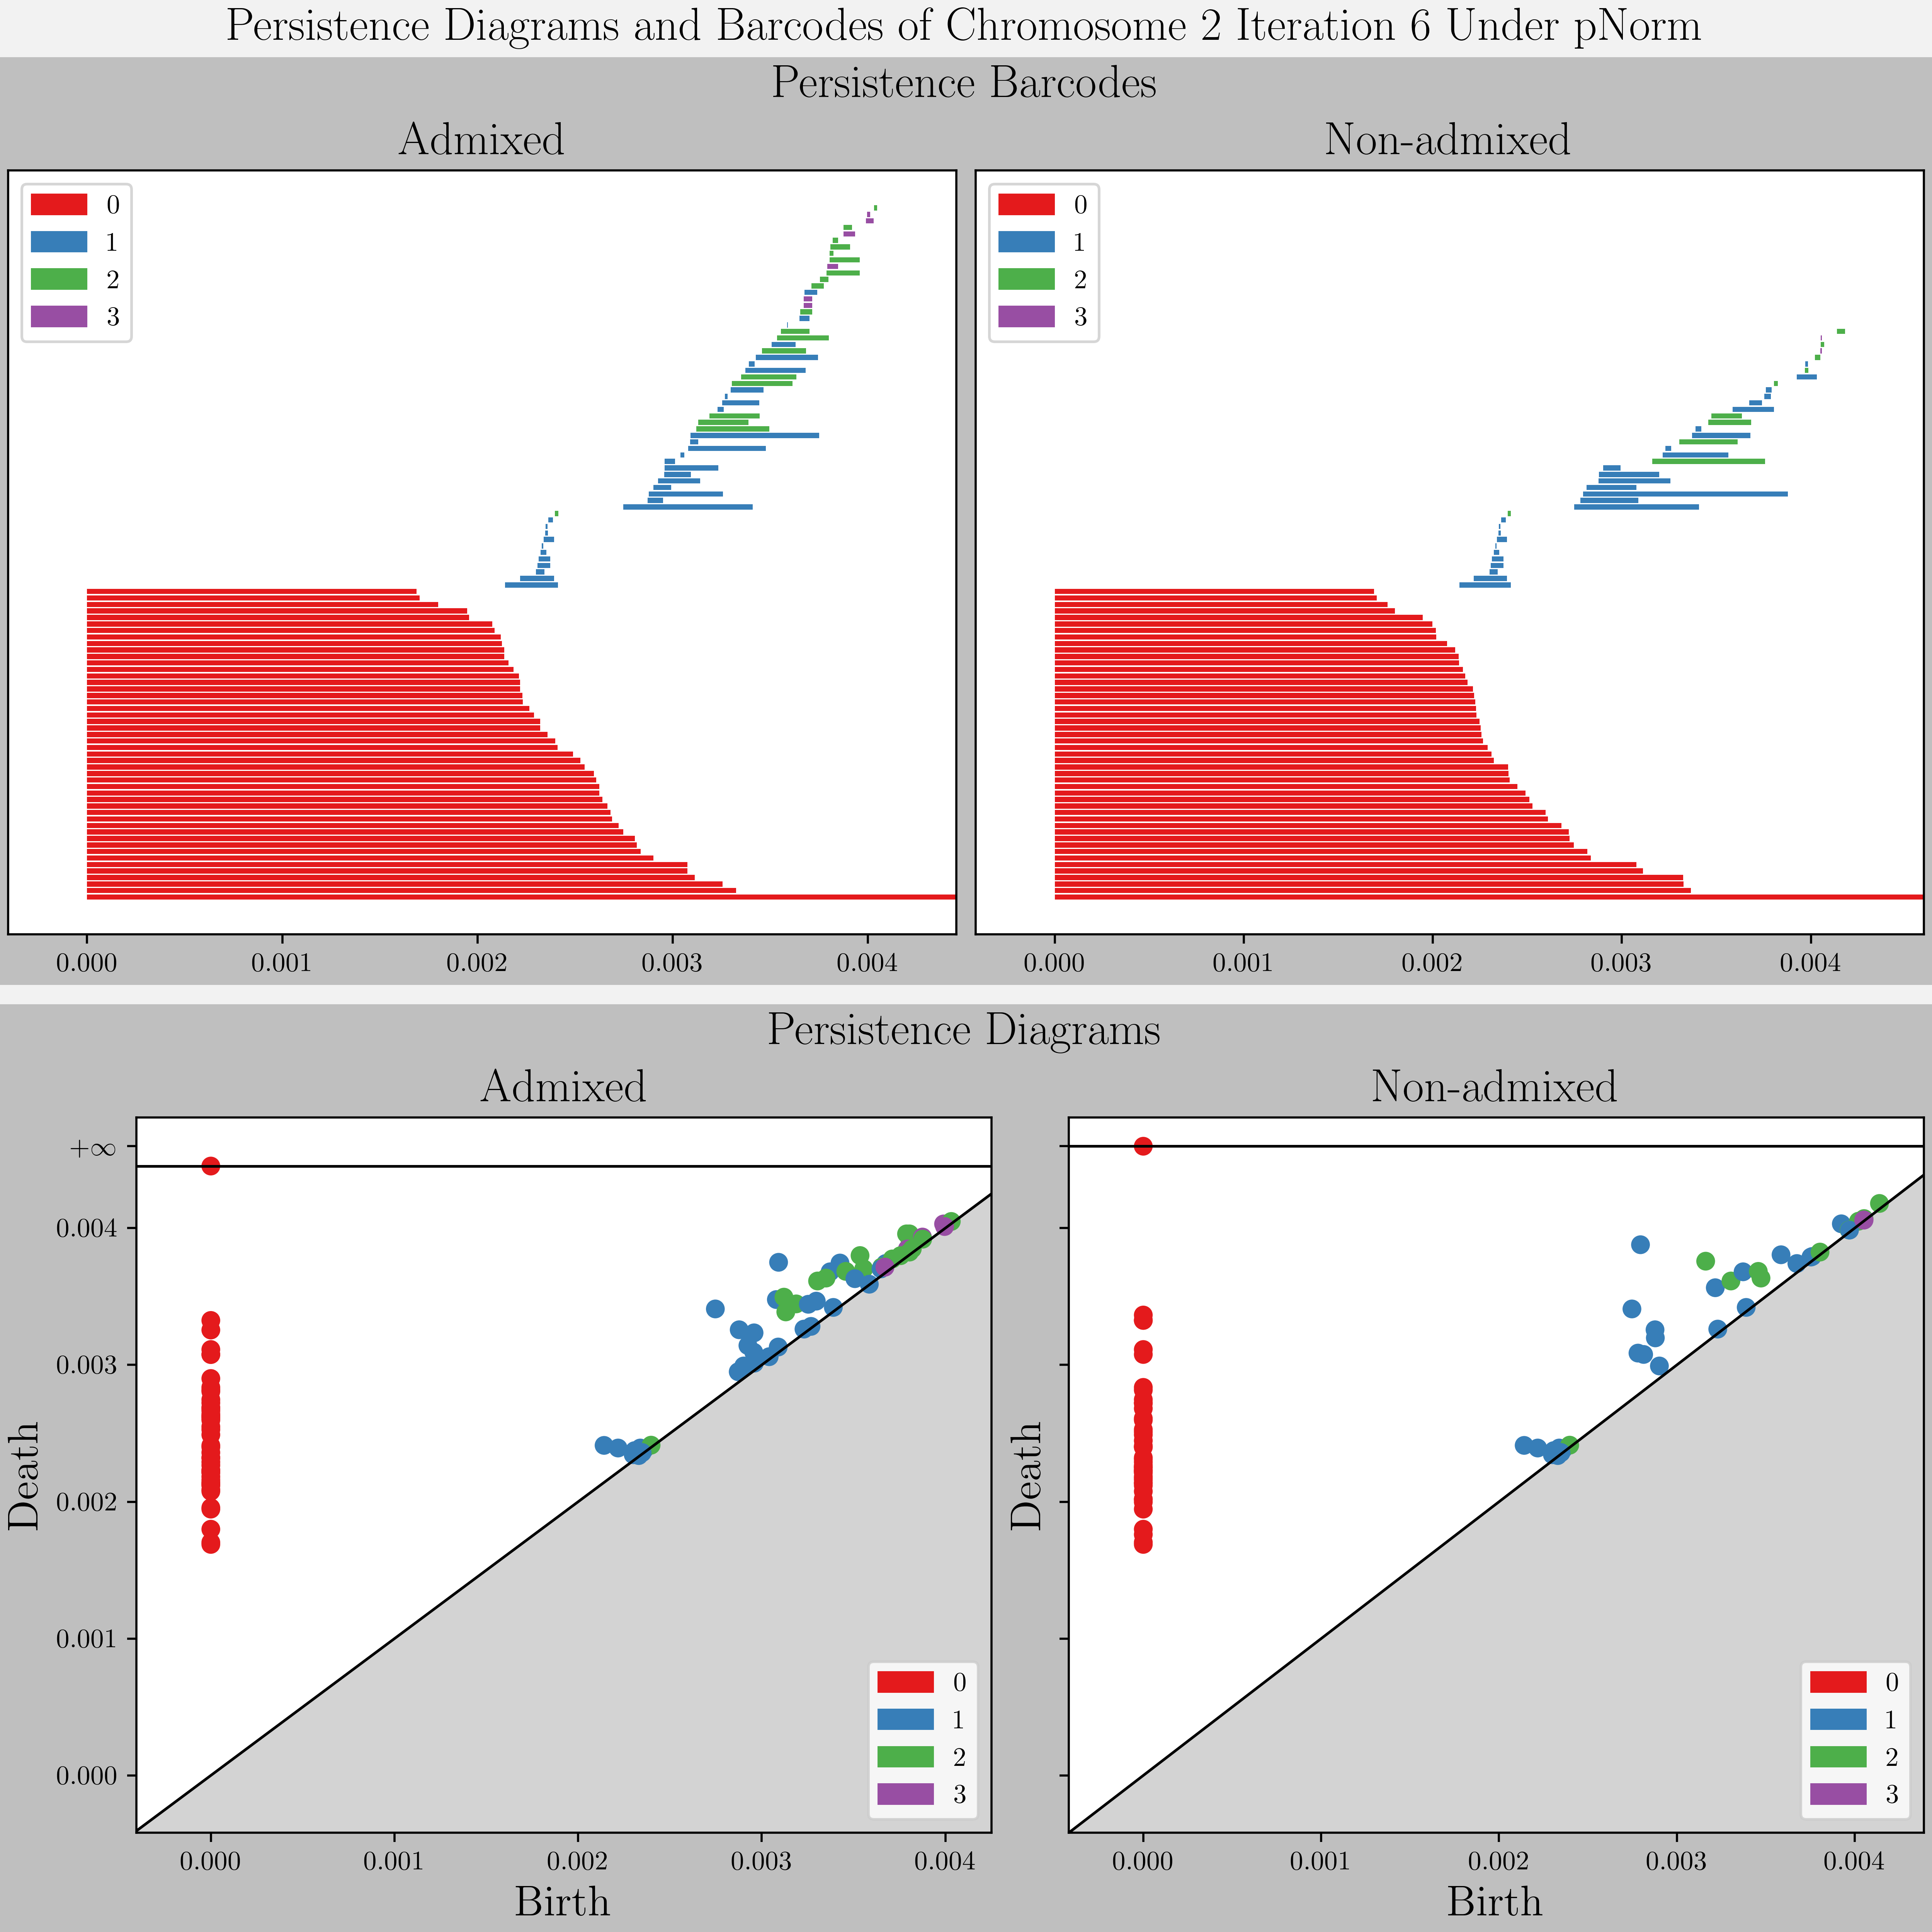 Persistence Diagrams and Barcodes of Chromosome 2 Iteration 6 Under pNorm
Persistence Barcodes
Admixed
0
1
2
3
0.000 0.001 0.002 0.003 0.004
Non-admixed
0
1
2
3
0.000 0.001 0.002 0.003 0.004
Persistence Diagrams
Admixed
Death
+∞
0.004
0.003
0.002
0.001
0.000
0
1
2
3
0.000 0.001 0.002 0.003 0.004
Birth
Non-admixed
Death
0
1
2
3
0.000 0.001 0.002 0.003 0.004
Birth